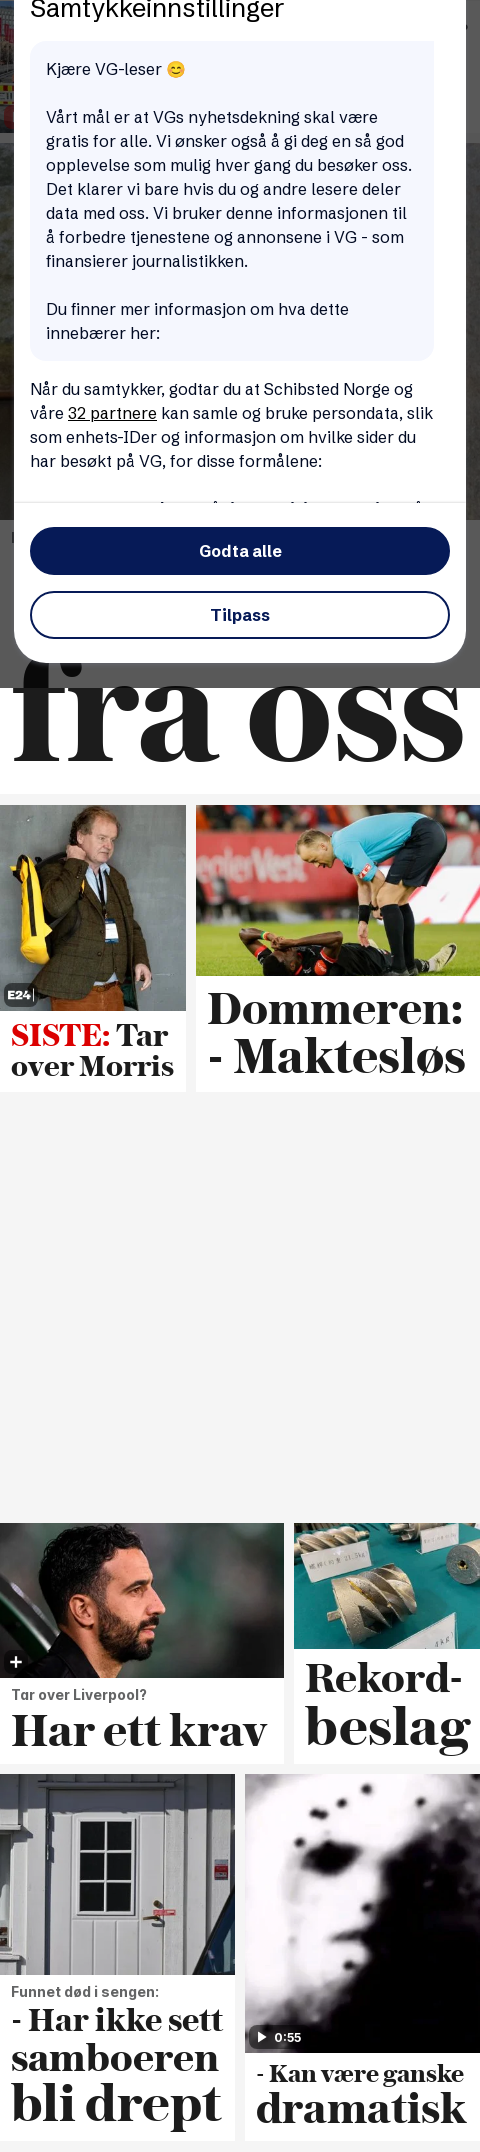 Samtykkeinnstillinger
Kjære VG-leser 😊
Vårt mål er at VGs nyhetsdekning skal være
gratis for alle. Vi ønsker også å gi deg en så god
opplevelse som mulig hver gang du besøker oss.
Det klarer vi bare hvis du og andre lesere deler
data med oss. Vi bruker denne informasjonen til
å forbedre tjenestene og annonsene i VG - som
finansierer journalistikken.
Du finner mer informasjon om hva dette
innebærer her:
Når du samtykker, godtar du at Schibsted Norge og
våre 32 partnere kan samle og bruke persondata, slik
som enhets-IDer og informasjon om hvilke sider du
har besøkt på VG, for disse formålene:
Godta alle
Tilpass
fra oss
E24
SISTE: Tar
over Morris
Dommeren:
- Maktesløs
Tar over Liverpool?
Har ett krav
Rekord-
beslag
Funnet død i sengen:
- Har ikke sett
samboeren
bli drept
0:55
- Kan være ganske
dramatisk